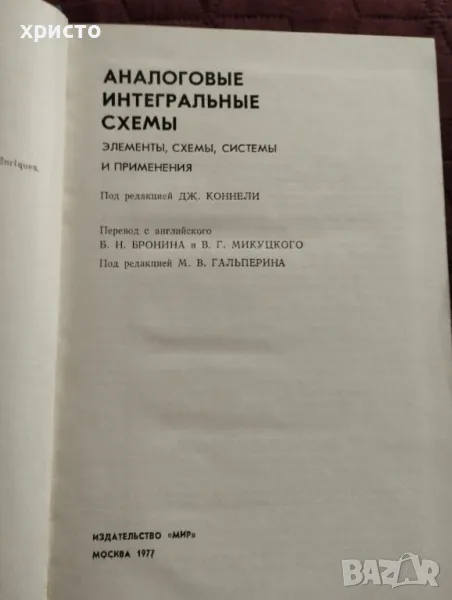 христо
АНАЛОГОВЫЕ
ИНТЕГРАЛЬНЫЕ
СХЕМЫ
ЭЛЕМЕНТЫ, СХЕМЫ, СИСТЕМЫ
И ПРИМЕНЕНИЯ
Под редакцией ДЖ. КОННЕЛИ
Перевод с английского
Б. И. БРОНИНА и В. Г. МИКУЦКОГО
Под редакцией М. В. ГАЛЬПЕРИНА
ИЗДАТЕЛЬСТВО «МИР»
МОСКВА 1977
BAZAR